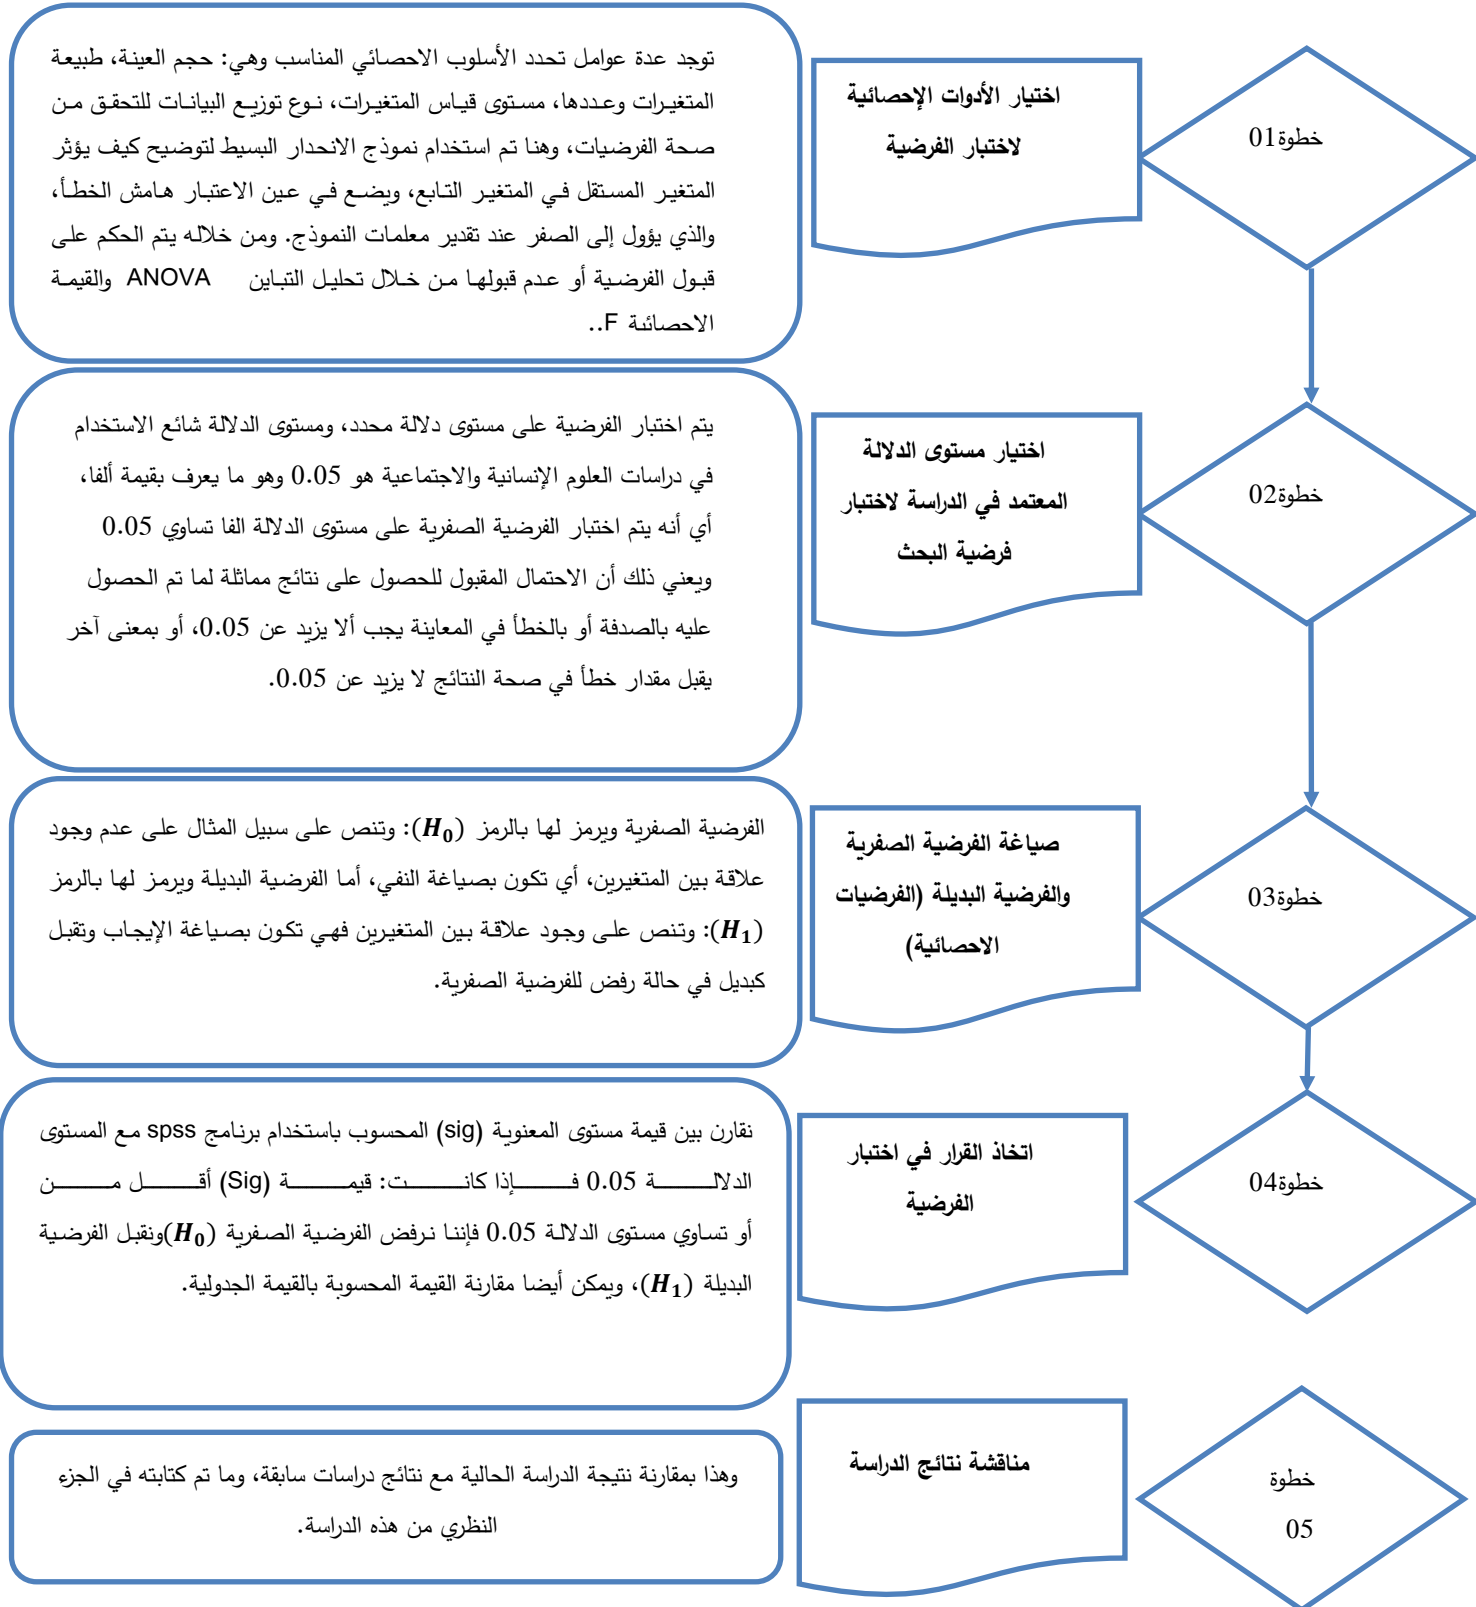 خطوة01
اختيار الأدوات الإحصائية
لاختبار الفرضية
توجد عدة عوامل تحدد الأسلوب الاحصائي المناسب وهي: حجم العينة، طبيعة
المتغيرات وعددها، مستوى قياس المتغيرات، نوع توزيع البيانات للتحقق من
صحة الفرضيات، وهنا تم استخدام نموذج الانحدار البسيط لتوضيح كيف يؤثر
المتغير المستقل في المتغير التابع، ويضع في عين الاعتبار هامش الخطأ،
والذي يؤول إلى الصفر عند تقدير معلمات النموذج. ومن خلاله يتم الحكم على
قبول الفرضية أو عدم قبولها من خلال تحليل التباين ANOVA والقيمة
الاحصائية F..
خطوة02
اختيار مستوى الدلالة
المعتمد في الدراسة لاختبار
فرضية البحث
يتم اختبار الفرضية على مستوى دلالة محدد، ومستوى الدلالة شائع الاستخدام
في دراسات العلوم الإنسانية والاجتماعية هو 0.05 وهو ما يعرف بقيمة ألفا،
أي أنه يتم اختبار الفرضية الصفرية على مستوى الدلالة الفا تساوي 0.05
ويعني ذلك أن الاحتمال المقبول للحصول على نتائج مماثلة لما تم الحصول
عليه بالصدفة أو بالخطأ في المعاينة يجب ألا يزيد عن 0.05، أو بمعنى آخر
يقبل مقدار خطأ في صحة النتائج لا يزيد عن 0.05.
خطوة03
صياغة الفرضية الصفرية
والفرضية البديلة (الفرضيات
الاحصائية)
الفرضية الصفرية ويرمز لها بالرمز (H₀): وتنص على سبيل المثال على عدم وجود
علاقة بين المتغيرين، أي تكون بصياغة النفي، أما الفرضية البديلة ويرمز لها بالرمز
(H₁): وتنص على وجود علاقة بين المتغيرين فهي تكون بصياغة الإيجاب وتقبل
كبديل في حالة رفض للفرضية الصفرية.
خطوة04
اتخاذ القرار في اختبار
الفرضية
نقارن بين قيمة مستوى المعنوية (sig) المحسوب باستخدام برنامج spss مع المستوى
الدلالـــــــة 0.05 فـــــــإذا كانـــــــت: قيمـــــــة (Sig) أقـــــــل مـــــــن
أو تساوي مستوى الدلالة 0.05 فإننا نرفض الفرضية الصفرية (H₀)ونقبل الفرضية
البديلة (H₁)، ويمكن أيضا مقارنة القيمة المحسوبة بالقيمة الجدولية.
خطوة
05
مناقشة نتائج الدراسة
وهذا بمقارنة نتيجة الدراسة الحالية مع نتائج دراسات سابقة، وما تم كتابته في الجزء
النظري من هذه الدراسة.